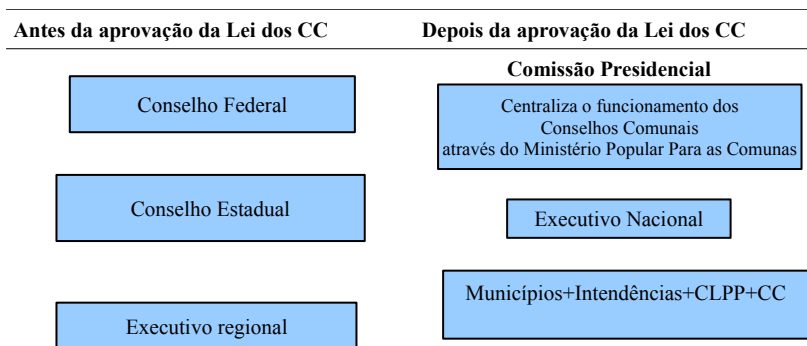 Antes da aprovação da Lei dos CC
Depois da aprovação da Lei dos CC
Conselho Federal
Conselho Estadual
Executivo regional
Comissão Presidencial
Centraliza o funcionamento dos
Conselhos Comunais
através do Ministério Popular Para as Comunas
Executivo Nacional
Municípios+Intendências+CLPP+CC